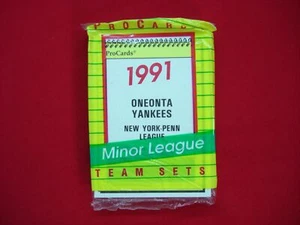 PROCARDS
ProCards®
1991
ONEONTA
YANKEES
NEW YORK-PENN
LEAGUE
Minor League
TEAM SETS